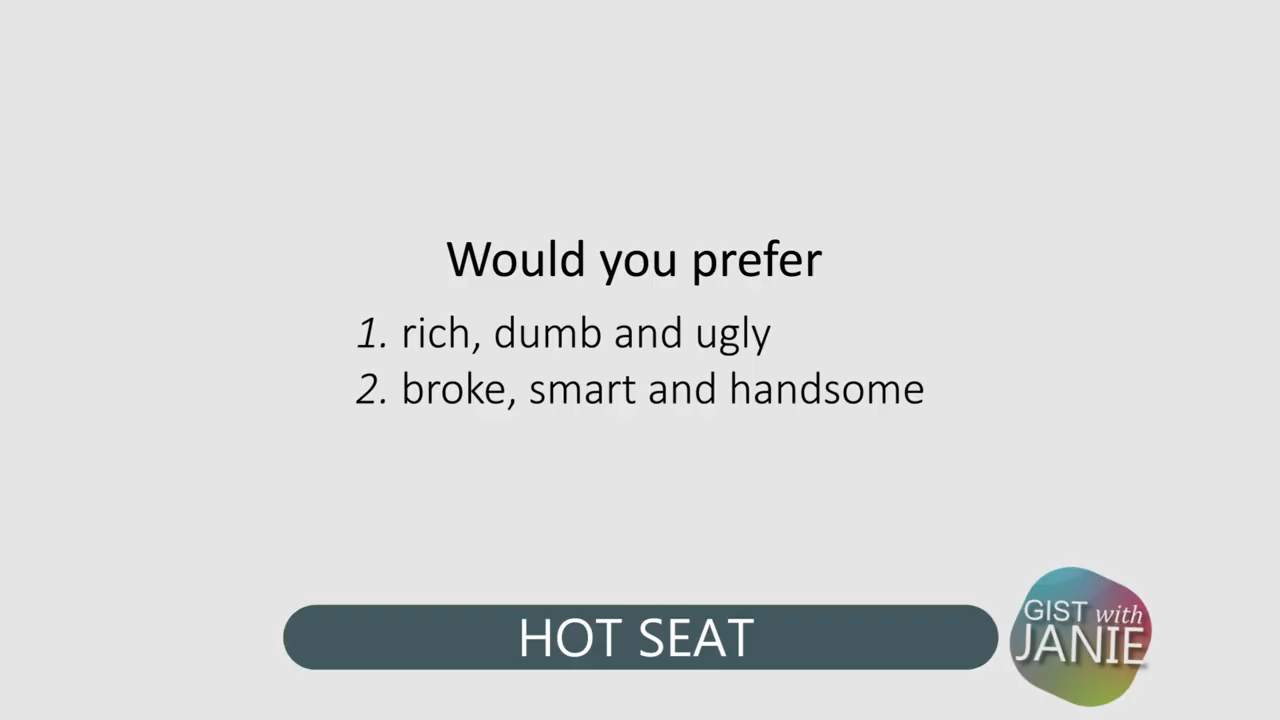 Would you prefer
1. rich, dumb and ugly
2. broke, smart and handsome
HOT SEAT
GIST with
JANIE